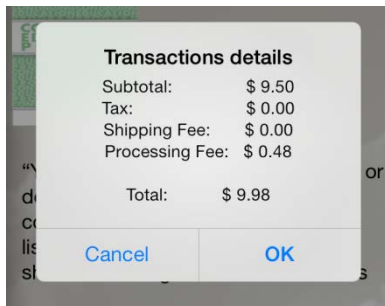 Transactions details
Subtotal: $ 9.50
Tax: $ 0.00
Shipping Fee: $ 0.00
Processing Fee: $ 0.48
Total: $ 9.98
or
Cancel OK